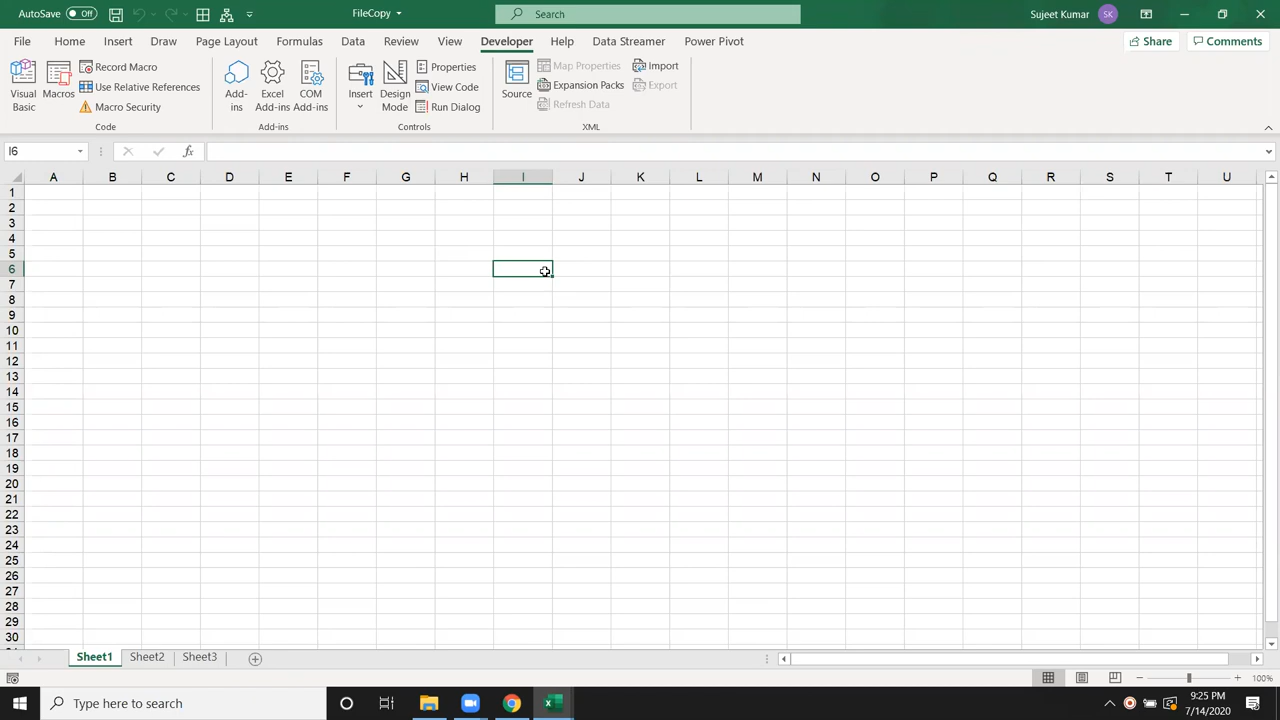 AutoSave Off FileCopy Search Sujeet Kumar SK
File Home Insert Draw Page Layout Formulas Data Review View Developer Help Data Streamer Power Pivot Share Comments
Visual Basic
Macros
Record Macro
Use Relative References
Macro Security
Code
Add-ins
Excel Add-ins
COM Add-ins
Add-ins
Insert
Design Mode
Properties
View Code
Run Dialog
Controls
Source
Map Properties
Expansion Packs
Refresh Data
Import
Export
XML
I6 fx
A B C D E F G H I J K L M N O P Q R S T U
1
2
3
4
5
6
7
8
9
10
11
12
13
14
15
16
17
18
19
20
21
22
23
24
25
26
27
28
29
30
Sheet1 Sheet2 Sheet3
100%
Type here to search
9:25 PM
7/14/2020